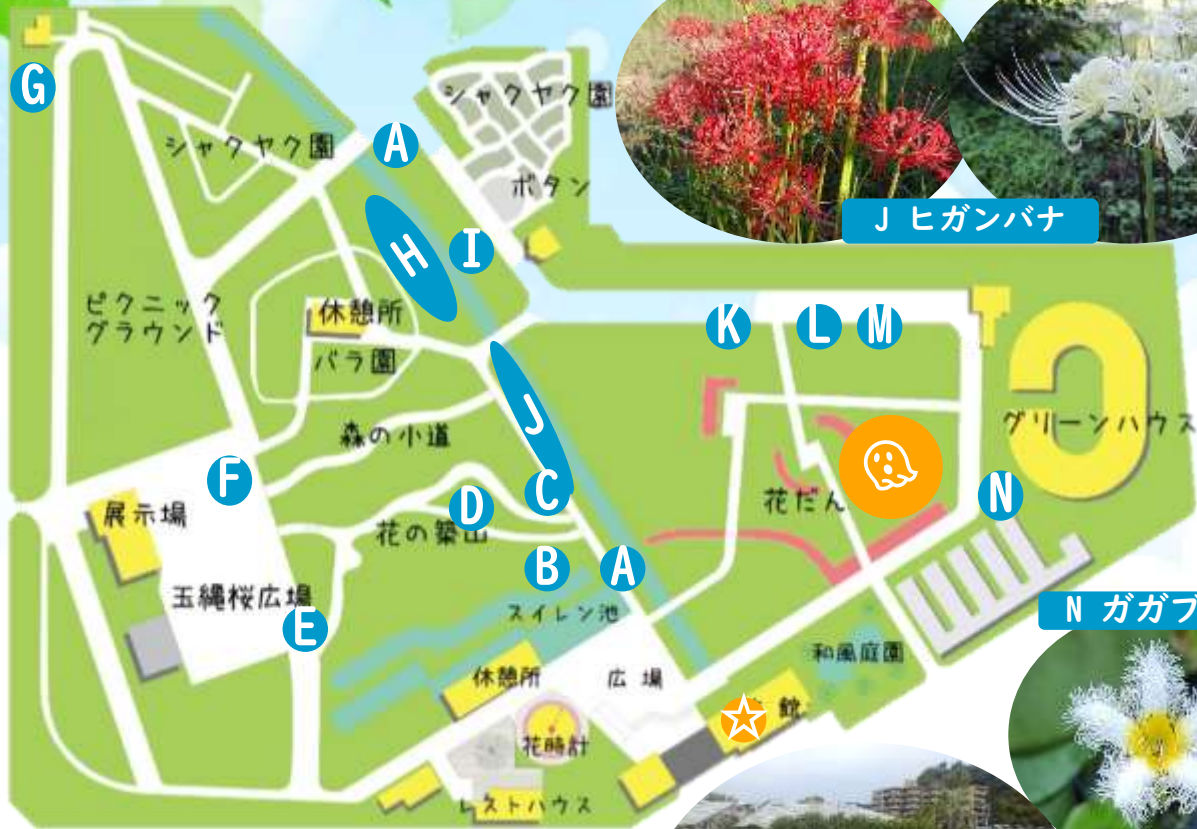 G
シャクヤク園
シャクヤク園
A
ボタン
J ヒガンバナ
H
I
ピクニック
グラウンド
休憩所
バラ園
K
L
M
グリーンハウス
J
森の小道
F
C
D
花だん
N
展示場
花の築山
B
A
玉縄桜広場
E
スイレン池
N ガガブ
和風庭園
休憩所
広場
館
花時計
レストハウス